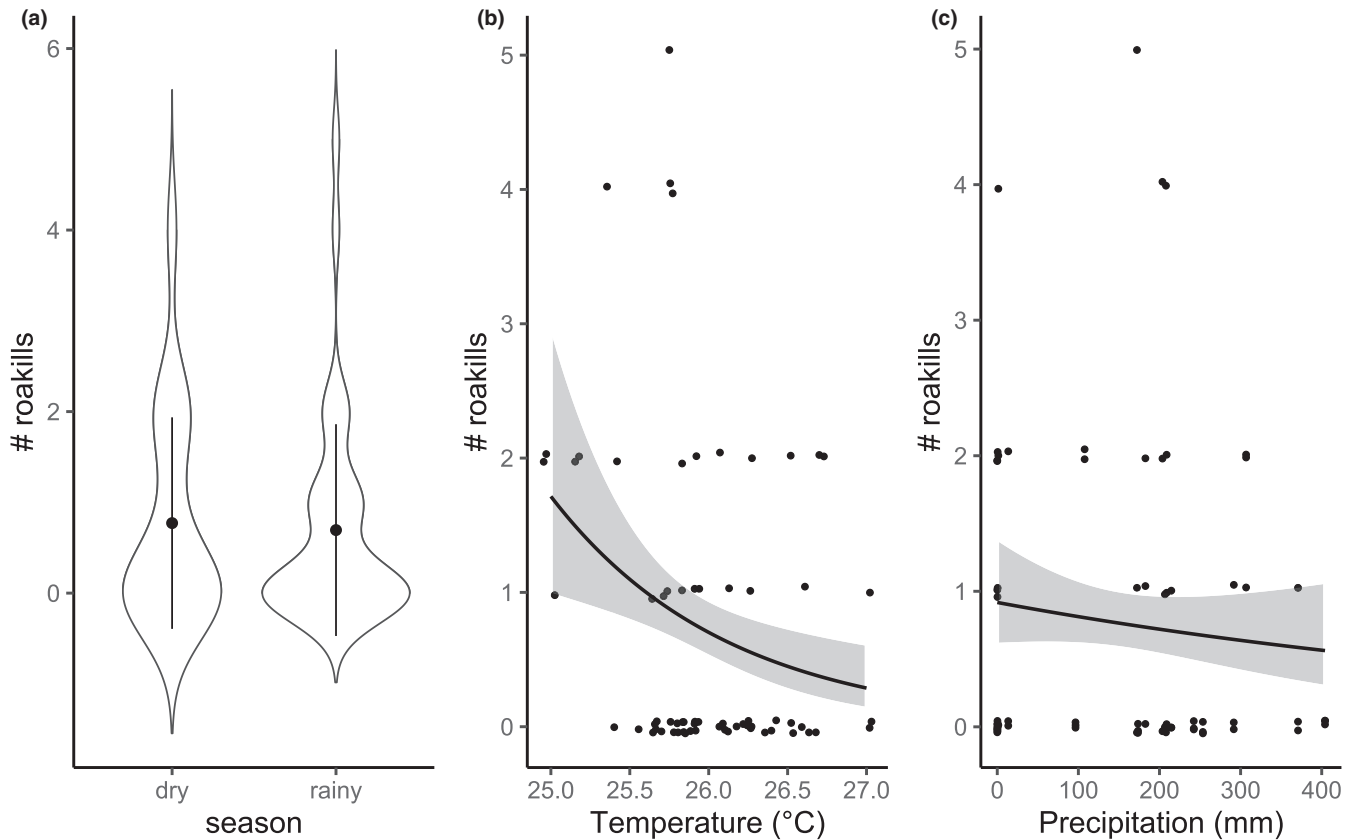 (a)
# roakills
6
4
2
0
dry rainy
season
(b)
# roakills
5
4
3
2
1
0
25.0 25.5 26.0 26.5 27.0
Temperature (°C)
(c)
# roakills
5
4
3
2
1
0
0 100 200 300 400
Precipitation (mm)